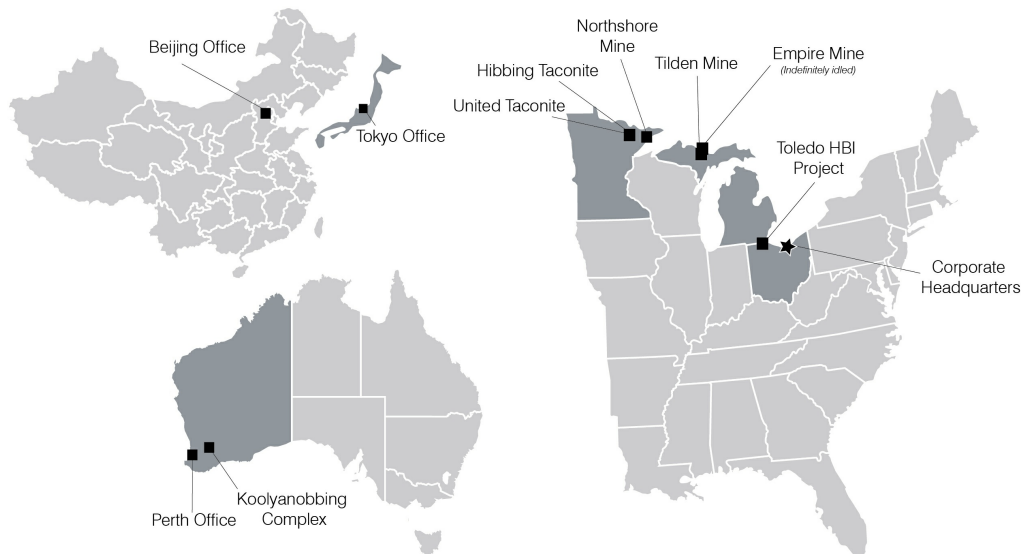 Beijing Office
Tokyo Office
Northshore
Mine
Hibbing Taconite
United Taconite
Tilden Mine
Empire Mine
(Indefinitely idled)
Toledo HBI
Project
Corporate
Headquarters
Koolyanobbing
Complex
Perth Office